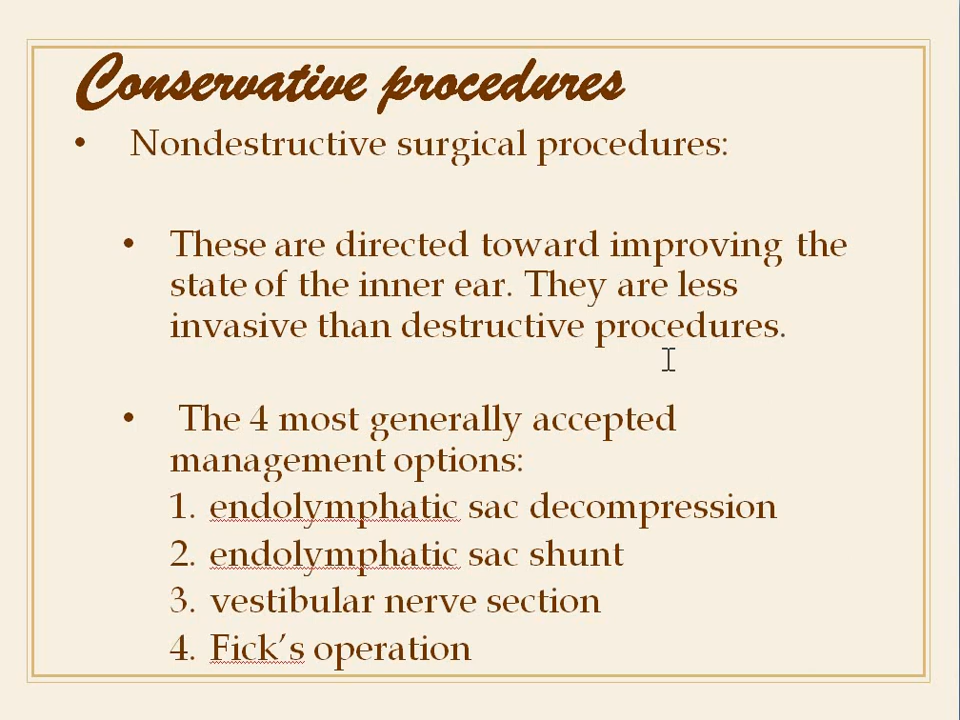 Conservative procedures
• Nondestructive surgical procedures:
• These are directed toward improving the
state of the inner ear. They are less
invasive than destructive procedures.
• The 4 most generally accepted
management options:
1. endolymphatic sac decompression
2. endolymphatic sac shunt
3. vestibular nerve section
4. Fick's operation